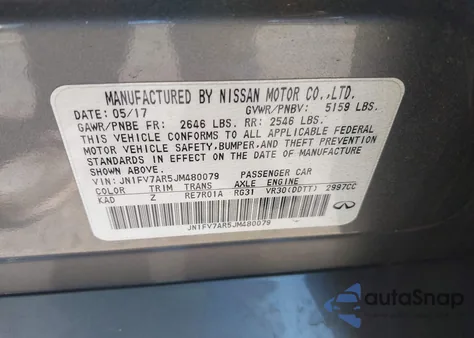 MANUFACTURED BY NISSAN MOTOR CO.,LTD.
DATE: 05/17 GVWR/PNBV: 5159 LBS.
GAWR/PNBE FR: 2646 LBS. RR: 2546 LBS.
THIS VEHICLE CONFORMS TO ALL APPLICABLE FEDERAL
MOTOR VEHICLE SAFETY, BUMPER, AND THEFT PREVENTION
STANDARDS IN EFFECT ON THE DATE OF MANUFACTURE
SHOWN ABOVE.
VIN: JN1FV7AR5JM480079 PASSENGER CAR
COLOR TRIM TRANS AXLE ENGINE
KAD Z RE7R01A RG31 VR30(DDTT) 2997CC
JN1FV7AR5JM480079
autoSnap